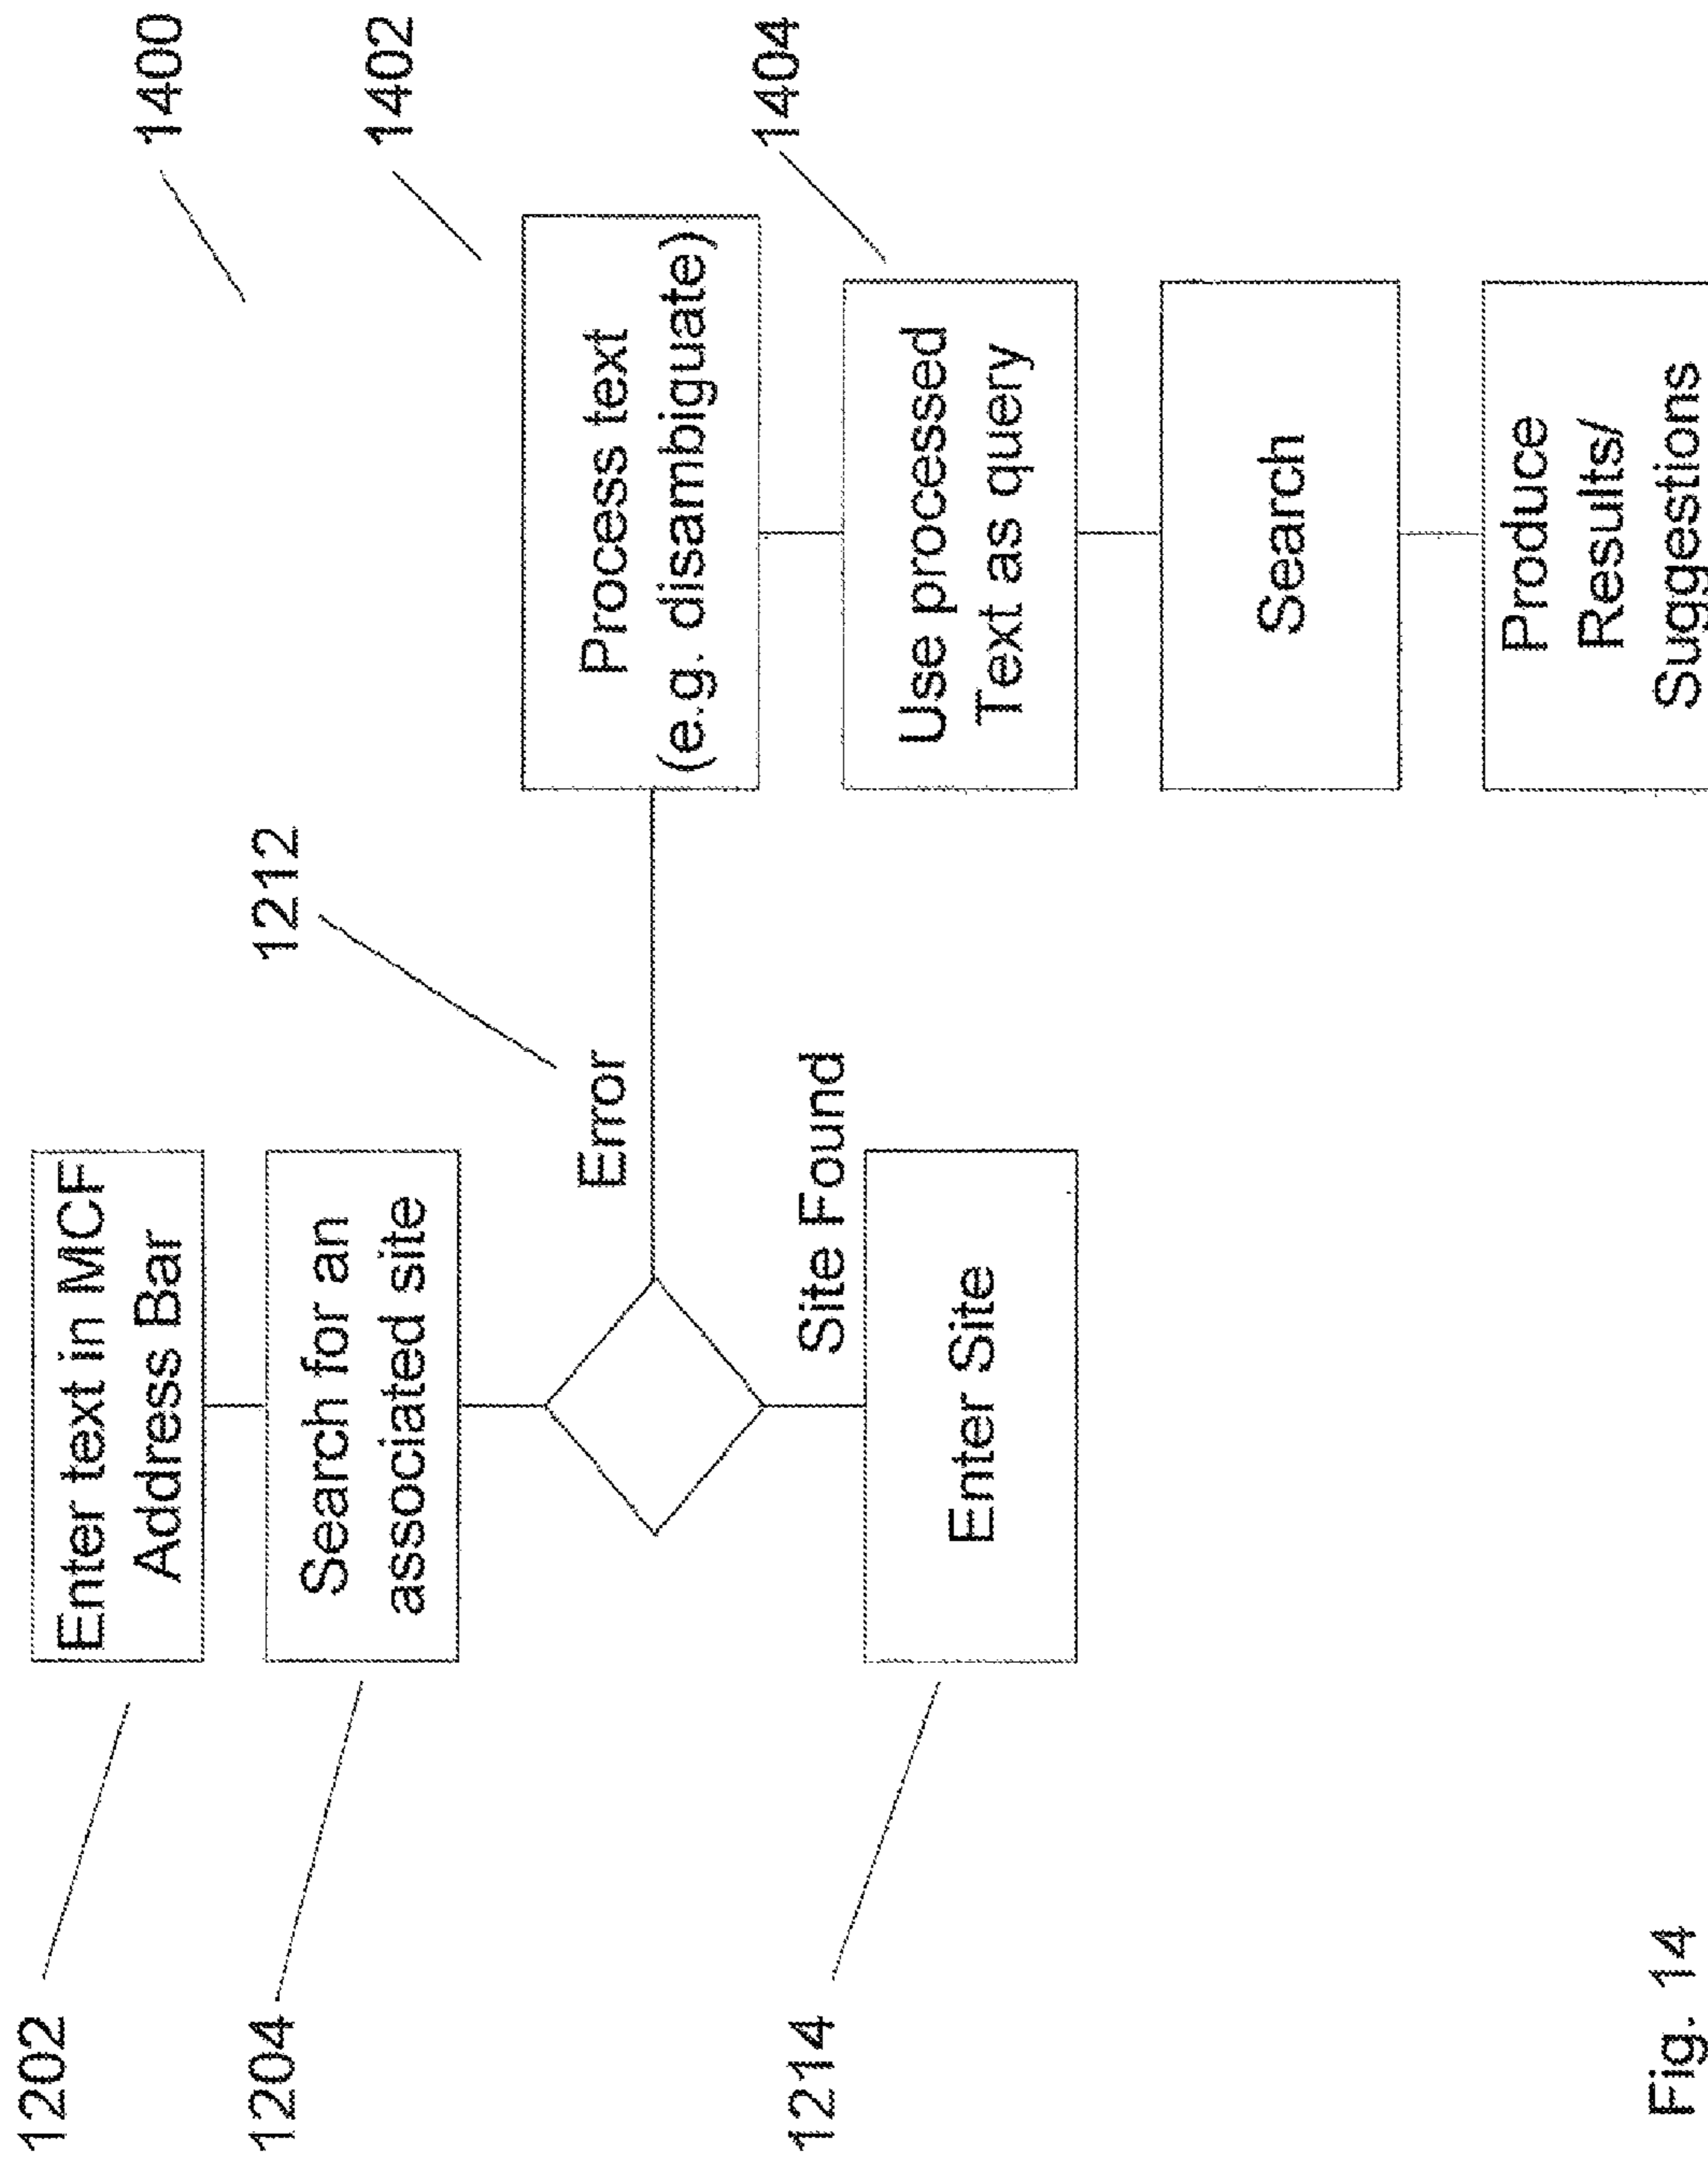 1400
1202
Enter text in MCF
Address Bar
1204
Search for an
associated site
1212
Error
Site Found
1214
Enter Site
1402
Process text
(e.g. disambiguate)
1404
Use processed
Text as query
Search
Produce
Results/
Suggestions
Fig. 14